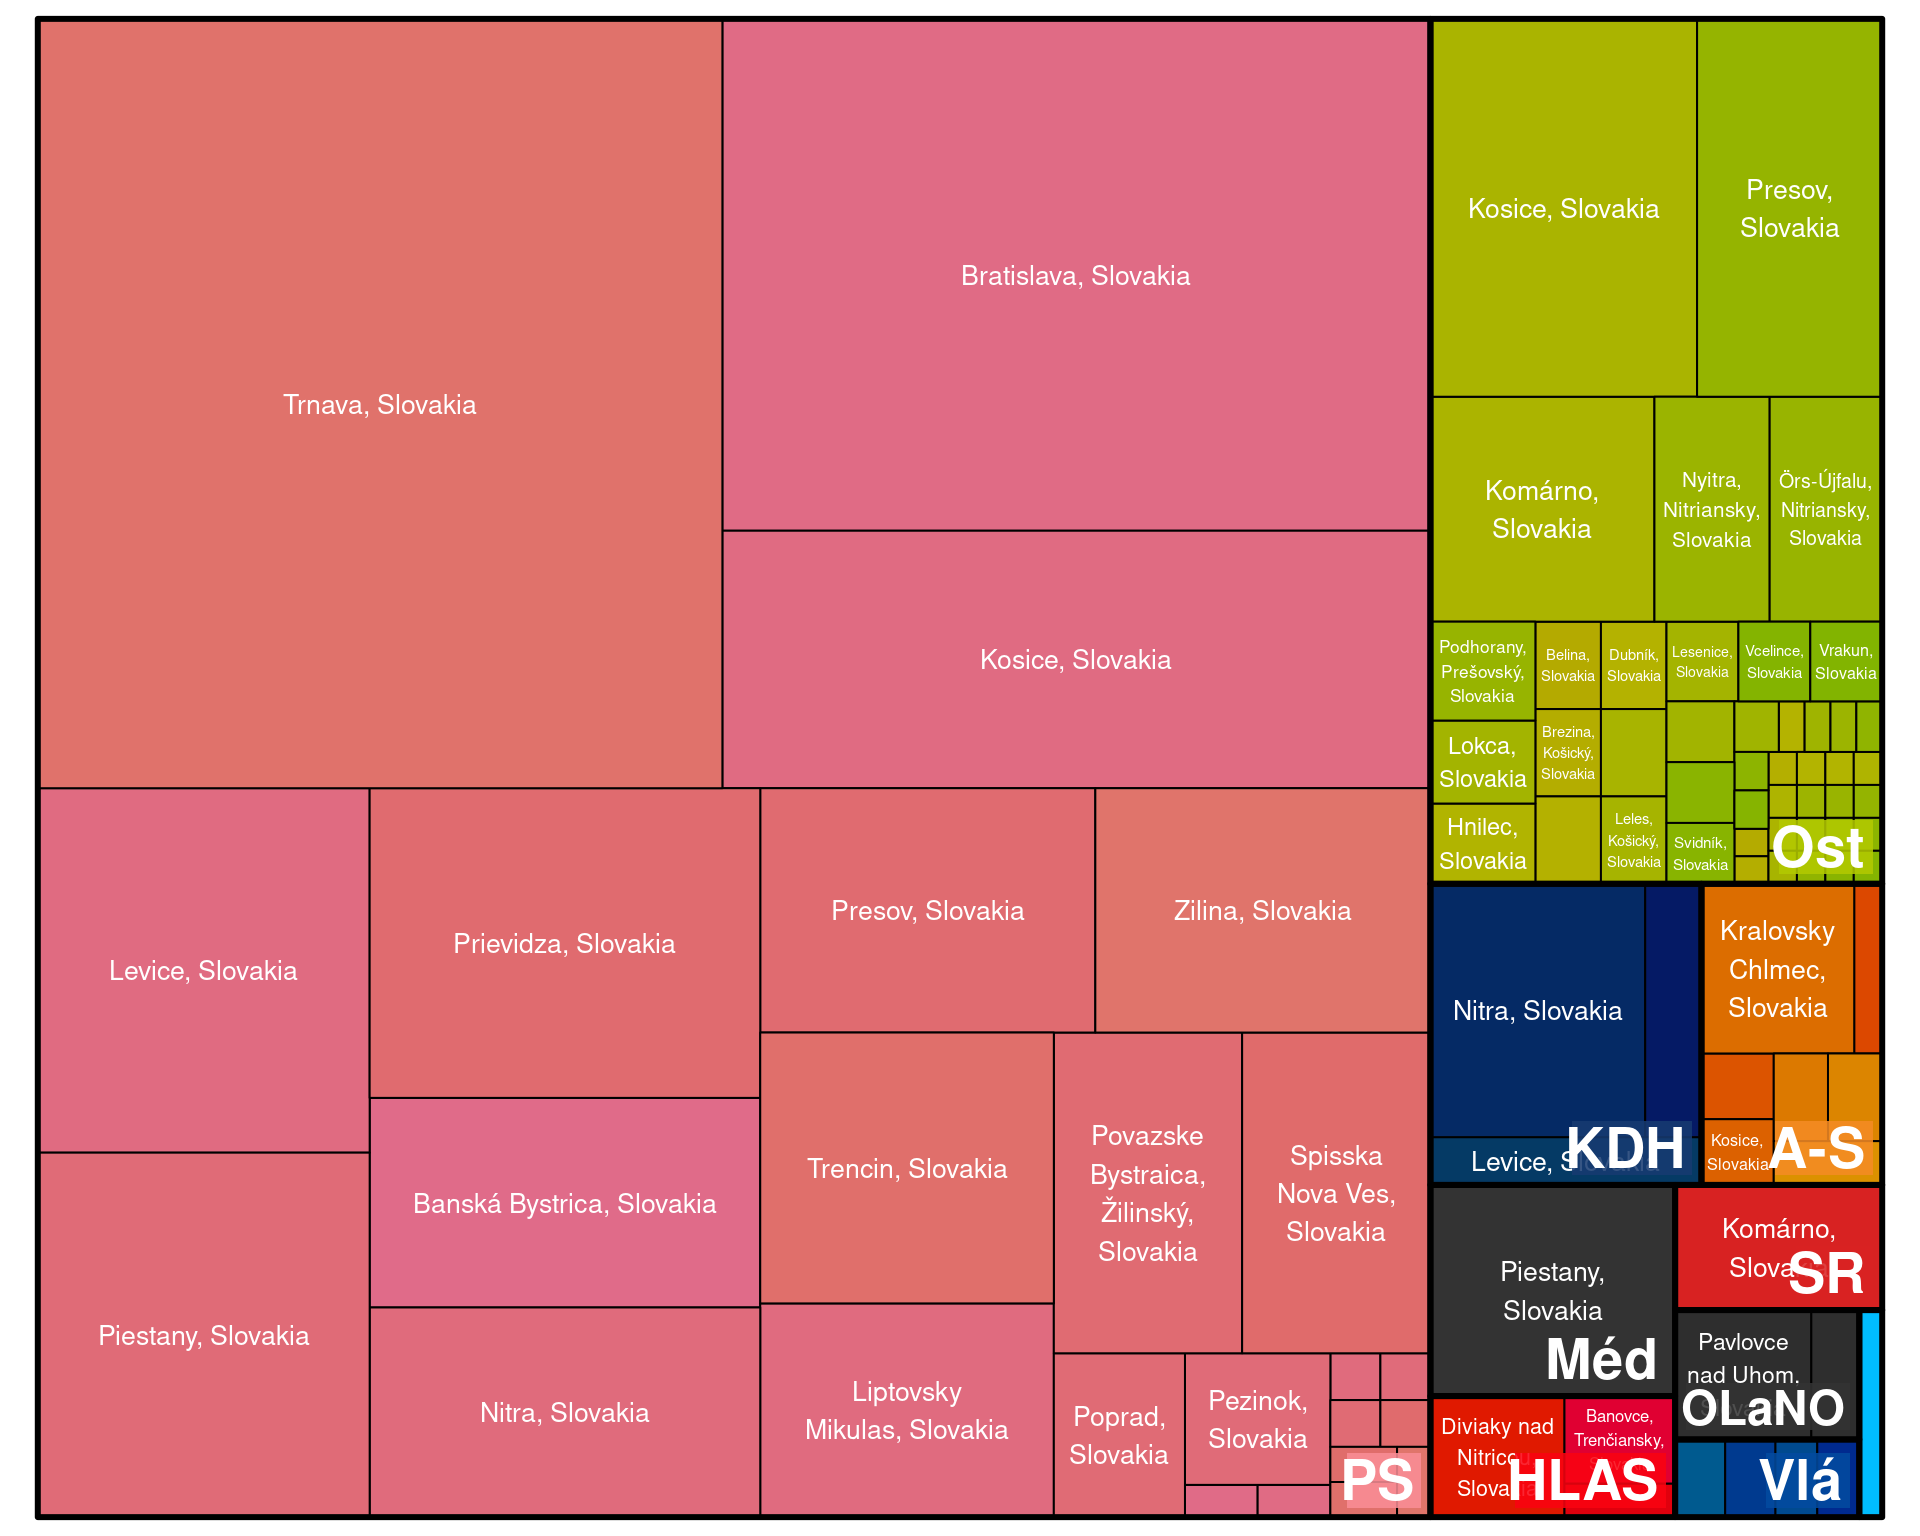 Trnava, Slovakia
Bratislava, Slovakia
Kosice, Slovakia
Levice, Slovakia
Piestany, Slovakia
Prievidza, Slovakia
Banská Bystrica, Slovakia
Nitra, Slovakia
Presov, Slovakia
Zilina, Slovakia
Trencin, Slovakia
Liptovsky
Mikulas, Slovakia
Povazske
Bystraica,
Žilinský,
Slovakia
Spisska
Nova Ves,
Slovakia
Poprad,
Slovakia
Pezinok,
Slovakia
PS
Kosice, Slovakia
Presov,
Slovakia
Komárno,
Slovakia
Nyitra,
Nitriansky,
Slovakia
Örs-Újfalu,
Nitriansky,
Slovakia
Podhorany,
Prešovský,
Slovakia
Lokca,
Slovakia
Hnilec,
Slovakia
Belina,
Slovakia
Dubník,
Slovakia
Brezina,
Košický,
Slovakia
Leles,
Košický,
Slovakia
Lesenice,
Slovakia
Vcelince,
Slovakia
Vrakun,
Slovakia
Svidník,
Slovakia
Ost
Nitra, Slovakia
Levice, Slovakia
KDH
Kralovsky
Chlmec,
Slovakia
Kosice,
Slovakia
A-S
Piestany,
Slovakia
Méd
Komárno,
Slovakia
SR
Pavlovce
nad Uhom.
OLaNO
Diviaky nad
Nitricou,
Slovakia
Banovce,
Trenčiansky,
HLAS
Vlá